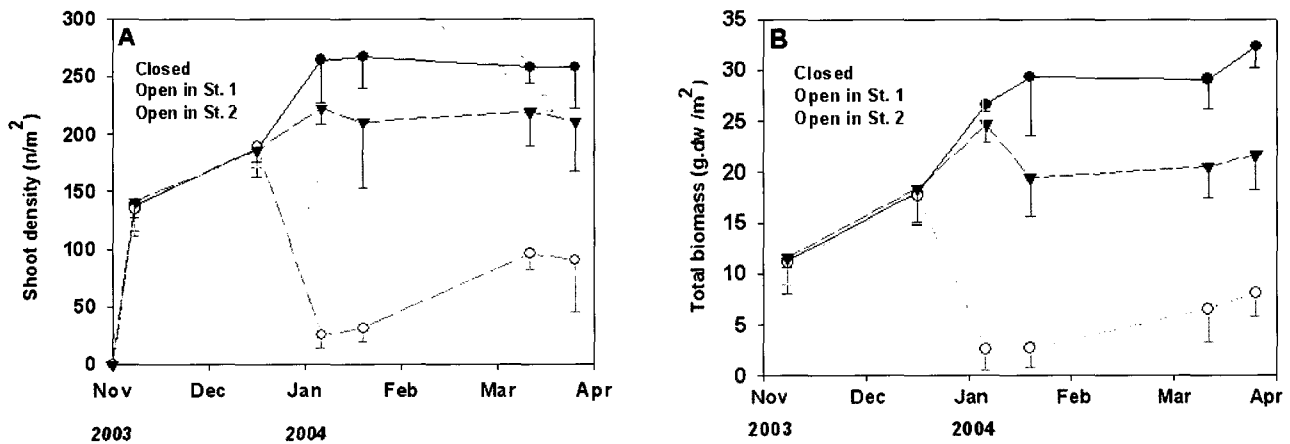 A
Closed
Open in St. 1
Open in St. 2
Shoot density (n/m²)
300
250
200
150
100
50
0
Nov Dec Jan Feb Mar Apr
2003 2004
B
Closed
Open in St. 1
Open in St. 2
Total biomass (g.dw /m²)
35
30
25
20
15
10
5
0
Nov Dec Jan Feb Mar Apr
2003 2004